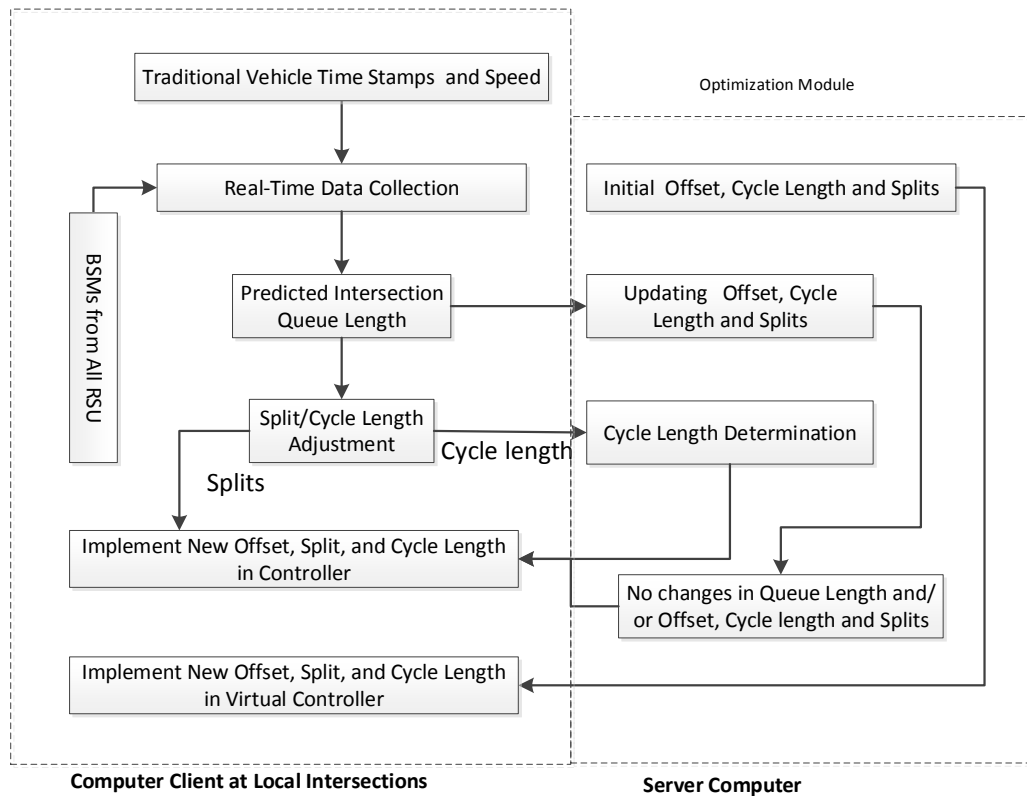 Traditional Vehicle Time Stamps and Speed
Optimization Module
Real-Time Data Collection
Initial Offset, Cycle Length and Splits
BSMs from All RSU
Predicted Intersection
Queue Length
Updating Offset, Cycle
Length and Splits
Split/Cycle Length
Adjustment
Cycle length
Cycle Length Determination
Splits
Implement New Offset, Split, and Cycle Length
in Controller
No changes in Queue Length and/
or Offset, Cycle length and Splits
Implement New Offset, Split, and Cycle Length
in Virtual Controller
Computer Client at Local Intersections
Server Computer